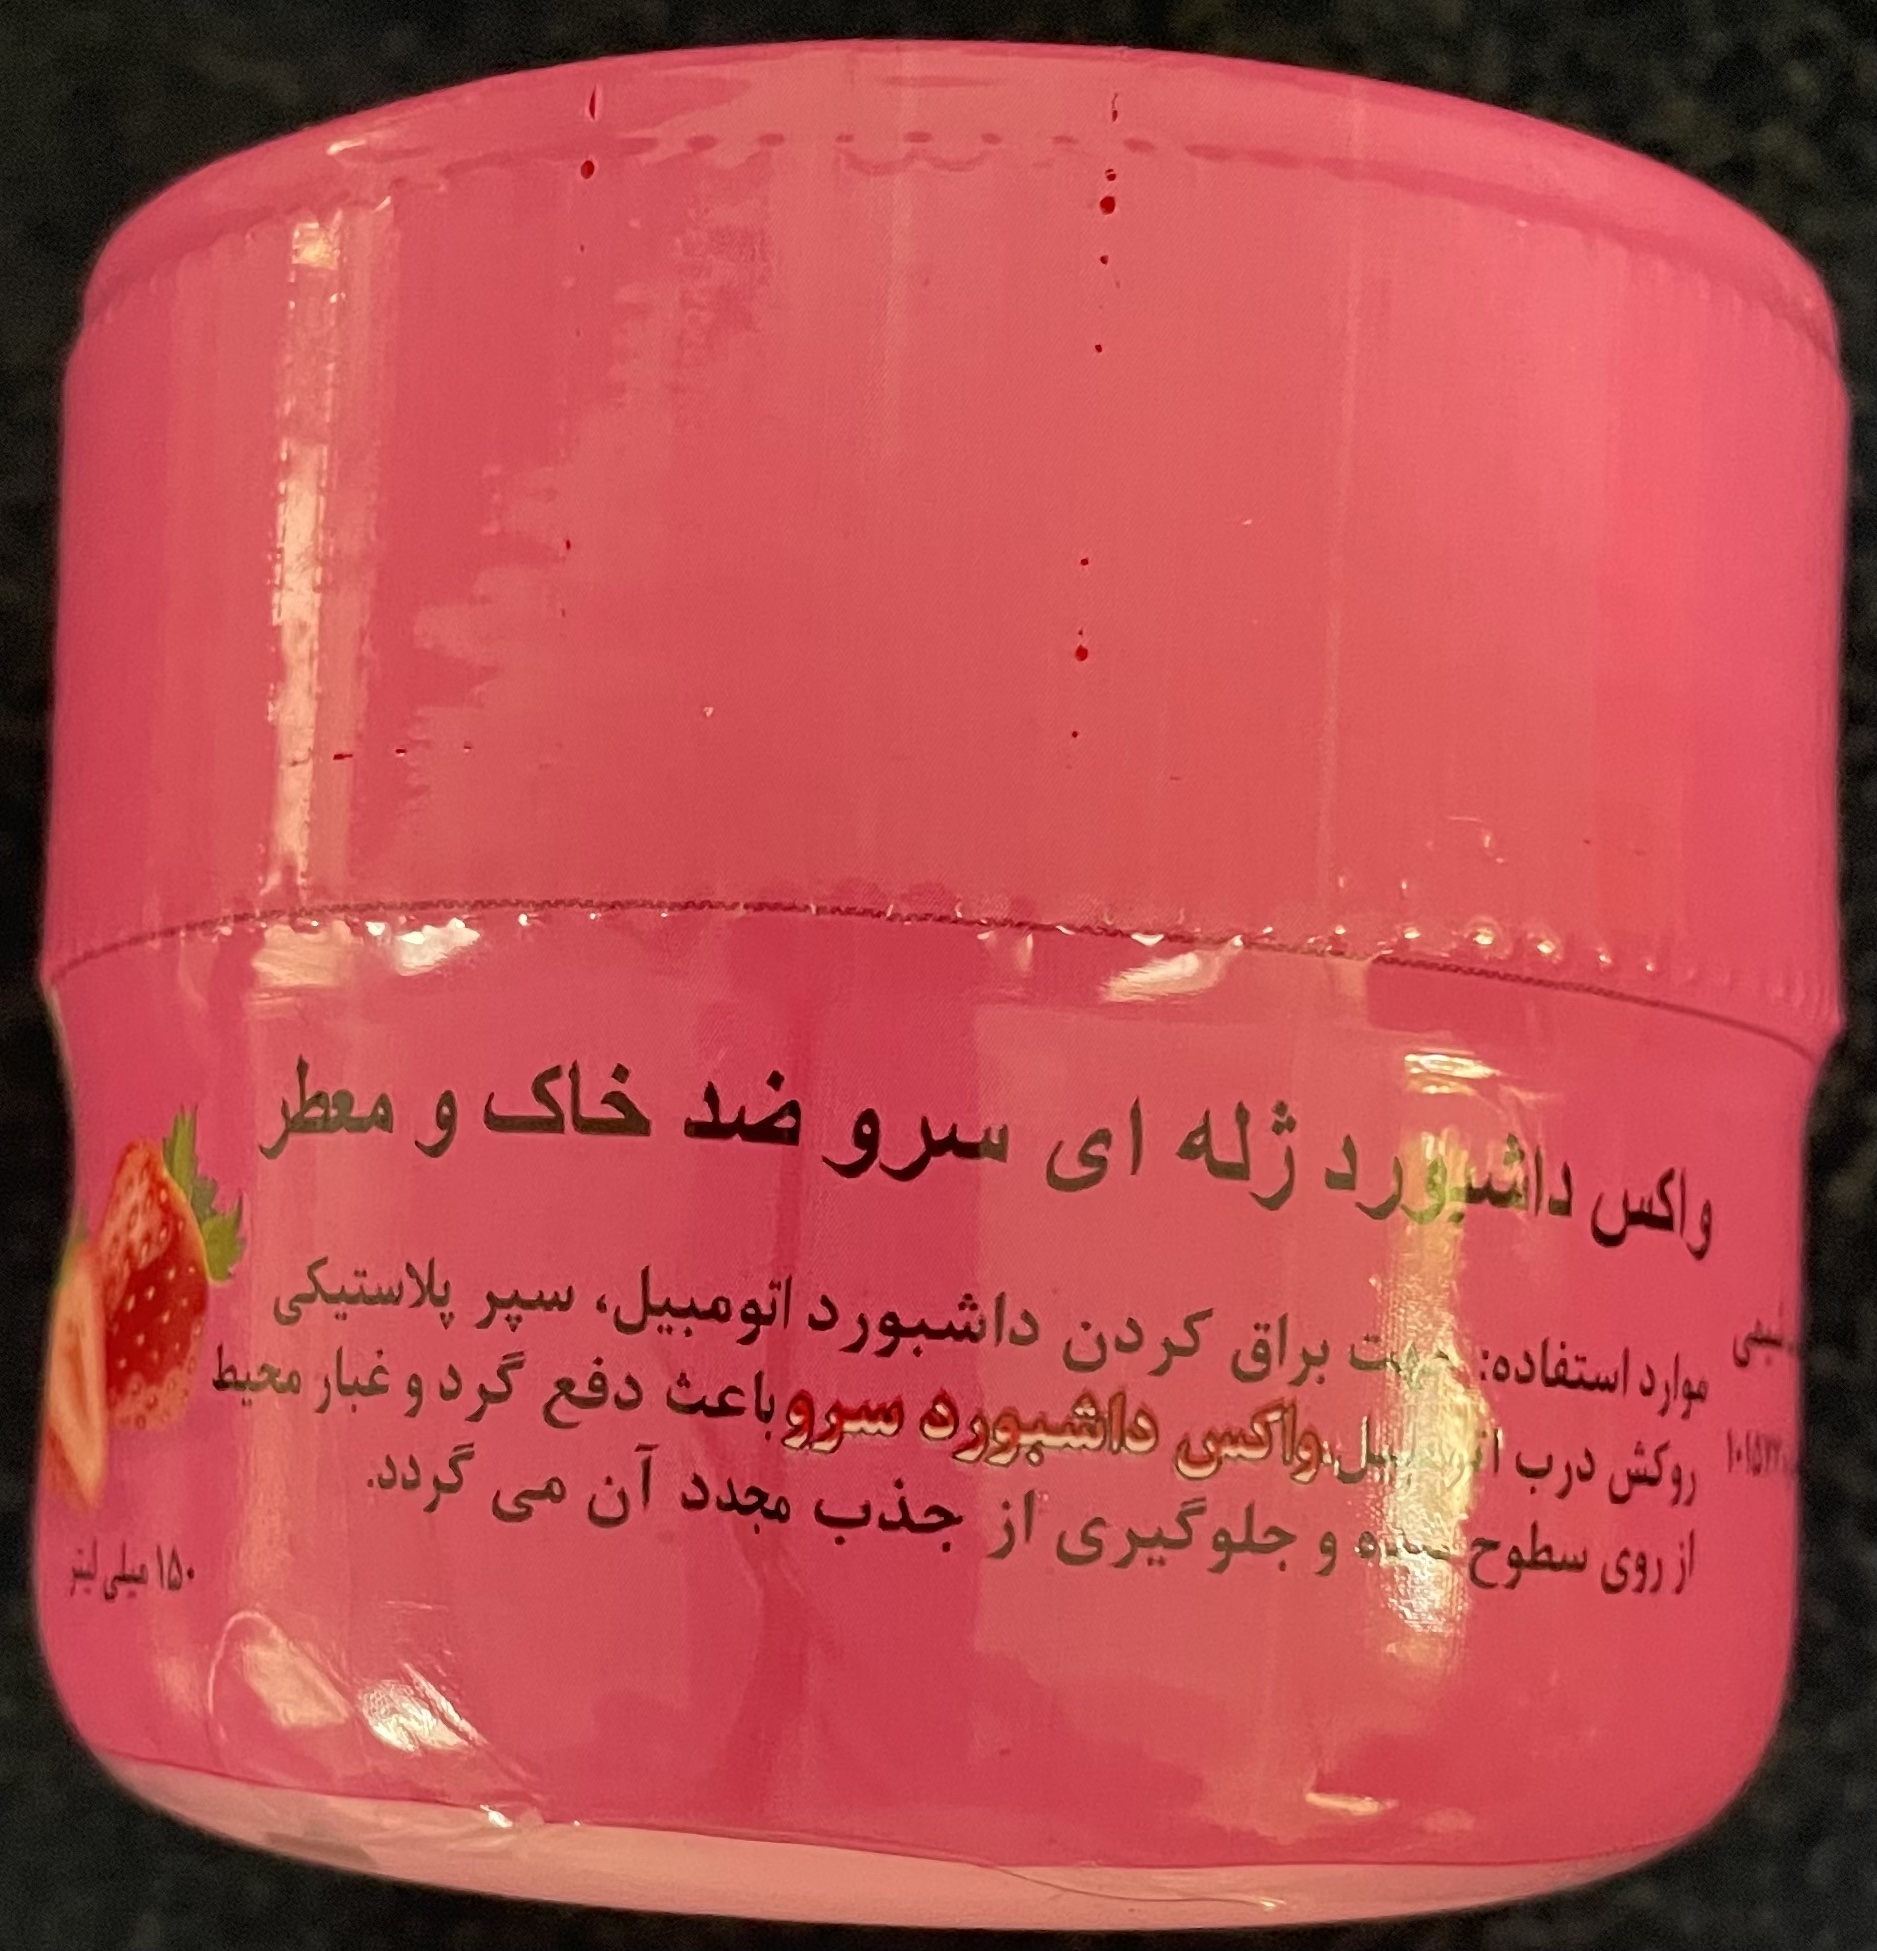 واکس داشبورد ژله ای سرو ضد خاک و معطر
موارد استفاده: جهت براق کردن داشبورد اتومبیل، سپر پلاستیکی
روکش درب اتومبیل.واکس داشبورد سرو باعث دفع گرد و غبار محیط
از روی سطوح شده و جلوگیری از جذب مجدد آن می گردد.
۱۵۰ میلی لیتر